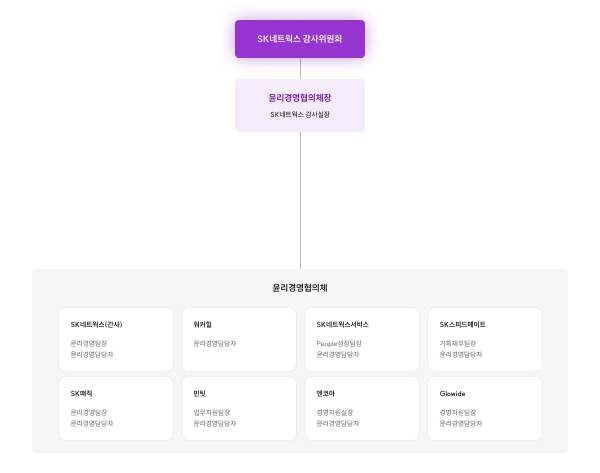 SK네트웍스 감사위원회
윤리경영협의체장
SK네트웍스 감사실장
윤리경영협의체
SK네트웍스(간사)
윤리경영팀장
윤리경영담당자
워커힐
윤리경영담당자
SK네트웍스서비스
People성장팀장
윤리경영담당자
SK스피드메이트
기획재무팀장
윤리경영담당자
SK매직
윤리경영팀장
윤리경영담당자
민팃
업무지원팀장
윤리경영담당자
엔코아
경영지원실장
윤리경영담당자
Glowide
경영지원팀장
윤리경영담당자